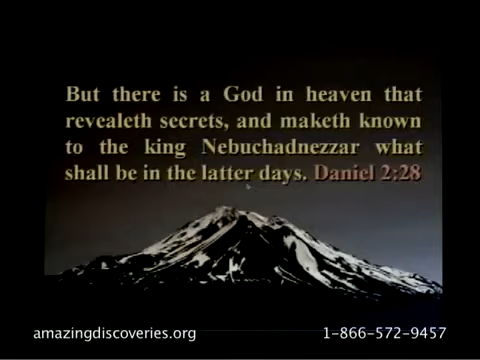 But there is a God in heaven that
revealeth secrets, and maketh known
to the king Nebuchadnezzar what
shall be in the latter days. Daniel 2:28
amazingdiscoveries.org
1-866-572-9457